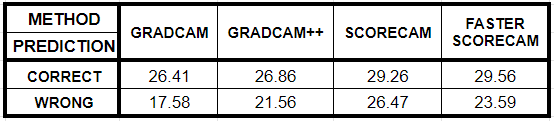 METHOD GRADCAM GRADCAM++ SCORECAM FASTER SCORECAM
PREDICTION
CORRECT 26.41 26.86 29.26 29.56
WRONG 17.58 21.56 26.47 23.59